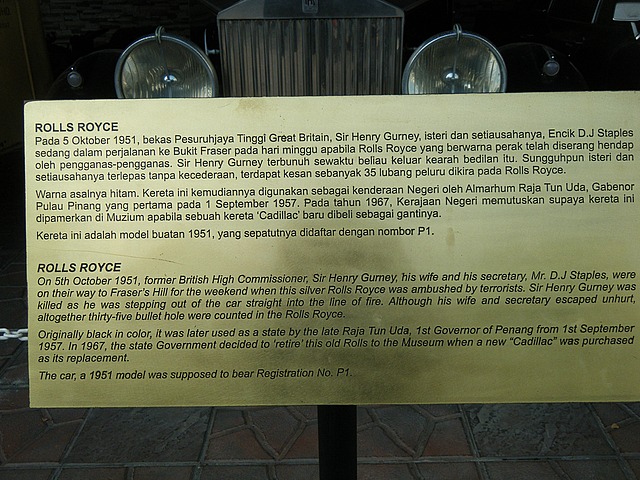 ROLLS ROYCE
Pada 5 Oktober 1951, bekas Pesuruhjaya Tinggi Great Britain, Sir Henry Gurney, isteri dan setiausahanya, Encik D.J Staples
sedang dalam perjalanan ke Bukit Fraser pada hari minggu apabila Rolls Royce yang berwarna perak telah diserang hendap
oleh pengganas-pengganas. Sir Henry Gurney terbunuh sewaktu beliau keluar kearah bedilan itu. Sungguhpun isteri dan
setiausahanya terlepas tanpa kecederaan, terdapat kesan sebanyak 35 lubang peluru dikira pada Rolls Royce.
Warna asalnya hitam. Kereta ini kemudiannya digunakan sebagai kenderaan Negeri oleh Almarhum Raja Tun Uda, Gabenor
Pulau Pinang yang pertama pada 1 September 1957. Pada tahun 1967, Kerajaan Negeri memutuskan supaya kereta ini
dipamerkan di Muzium apabila sebuah kereta 'Cadillac' baru dibeli sebagai gantinya.
Kereta ini adalah model buatan 1951, yang sepatutnya didaftar dengan nombor P1.
ROLLS ROYCE
On 5th October 1951, former British High Commissioner, Sir Henry Gurney, his wife and his secretary, Mr. D.J Staples, were
on their way to Fraser's Hill for the weekend when this silver Rolls Royce was ambushed by terrorists. Sir Henry Gurney was
killed as he was stepping out of the car straight into the line of fire. Although his wife and secretary escaped unhurt,
altogether thirty-five bullet hole were counted in the Rolls Royce.
Originally black in color, it was later used as a state by the late Raja Tun Uda, 1st Governor of Penang from 1st September
1957. In 1967, the state Government decided to 'retire' this old Rolls to the Museum when a new "Cadillac" was purchased
as its replacement.
The car, a 1951 model was supposed to bear Registration No. P1.